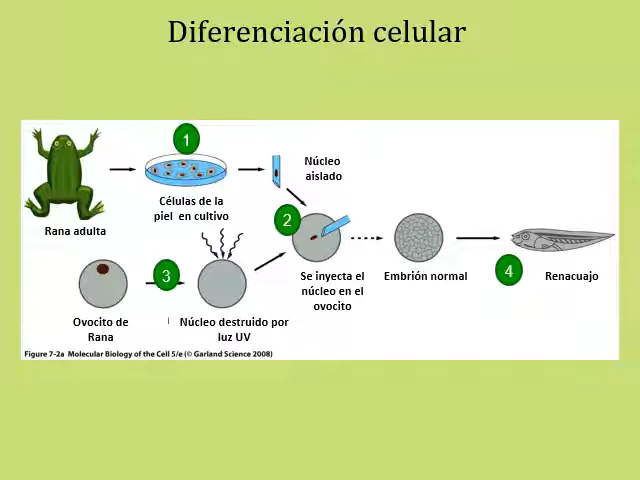 Diferenciación celular
1
Núcleo
aislado
Células de la
piel en cultivo
Rana adulta
2
3
Se inyecta el
núcleo en el
ovocito
Embrión normal
4
Renacuajo
Ovocito de
Rana
Núcleo destruido por
luz UV
Figure 7-2a Molecular Biology of the Cell 5/e (© Garland Science 2008)